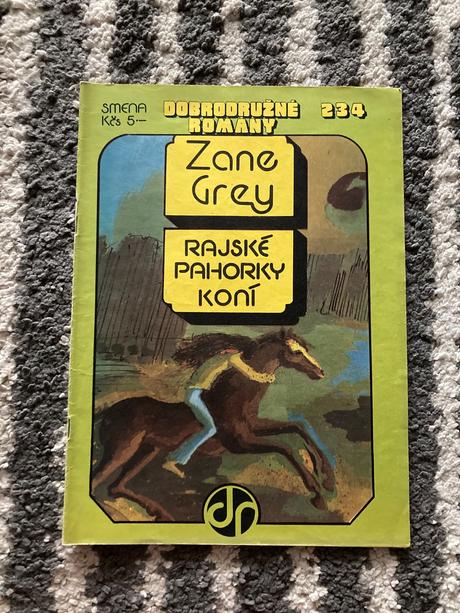 SMENA
Kčs 5·—
DOBRODRUŽNÉ 234
ROMÁNY
Zane
Grey
RAJSKÉ
PAHORKY
KONÍ
dr